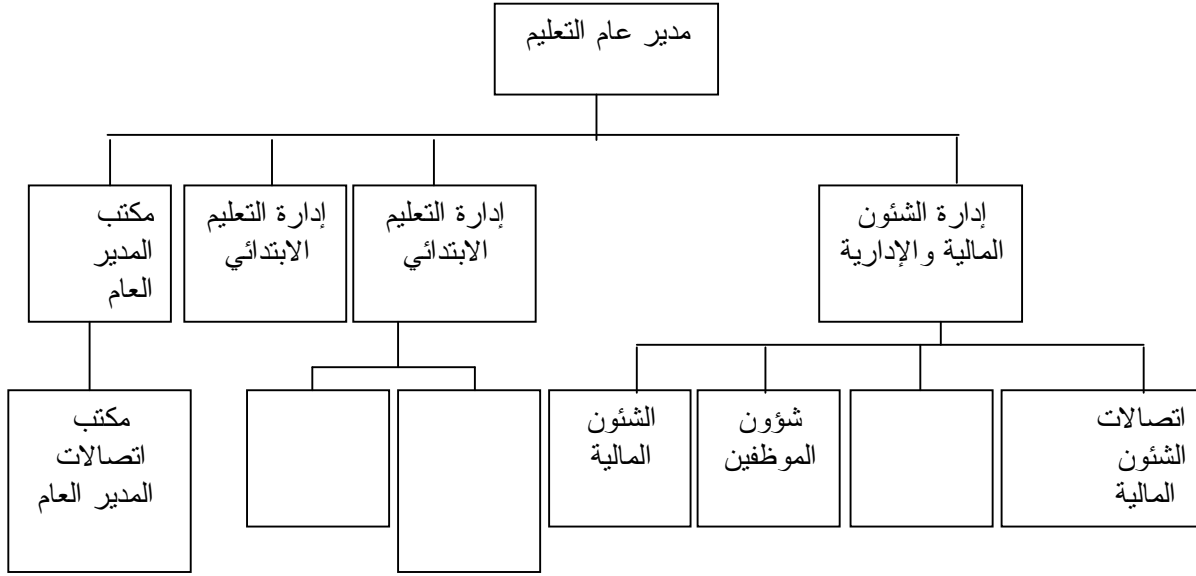 مدير عام التعليم
إدارة الشئون
المالية والإدارية
إدارة التعليم
الابتدائي
إدارة التعليم
الابتدائي
مكتب
المدير
العام
اتصالات
الشئون
المالية
شؤون
الموظفين
الشئون
المالية
مكتب
اتصالات
المدير العام